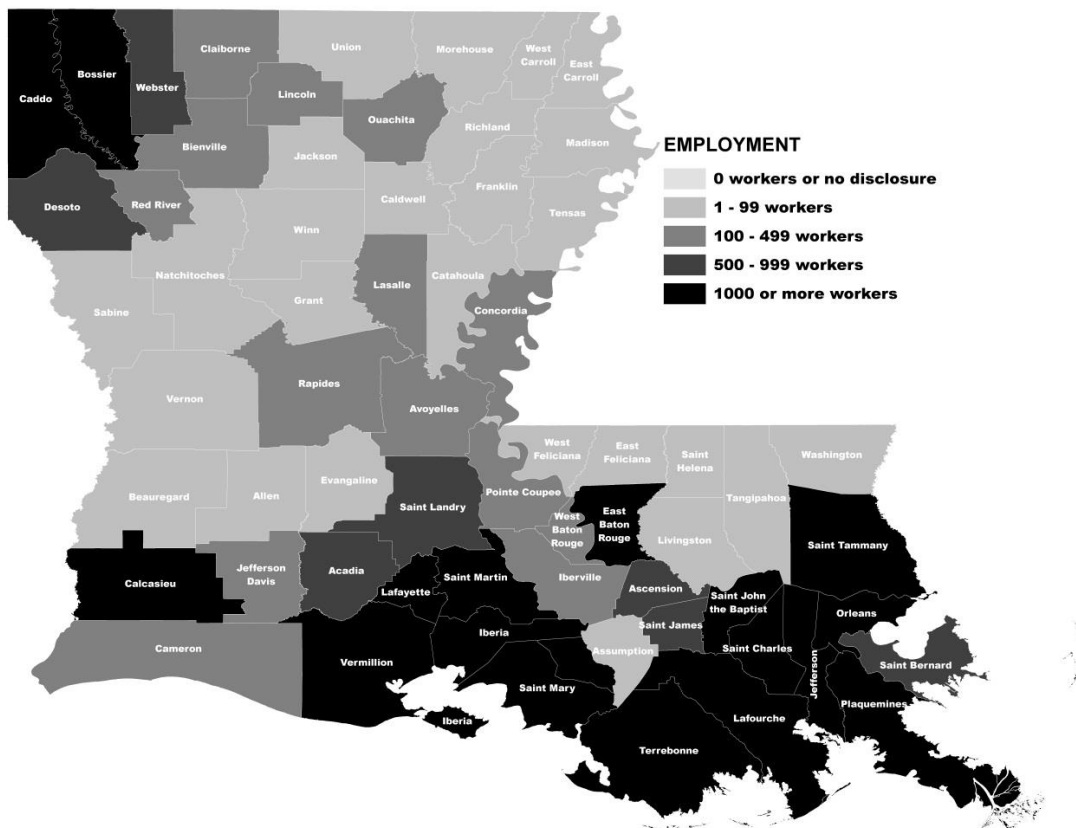 Claiborne
Union
Morehouse
West
Carroll
East
Carroll
Bossier
Webster
Caddo
Lincoln
Ouachita
Richland
Madison
Bienville
Jackson
Franklin
Caldwell
Tensas
Desoto
Red River
Winn
Natchitoches
Catahoula
Lasalle
Grant
Concordia
Sabine
Rapides
Vernon
Avoyelles
EMPLOYMENT
0 workers or no disclosure
1 - 99 workers
100 - 499 workers
500 - 999 workers
1000 or more workers
West
Feliciana
East
Feliciana
Saint
Helena
Washington
Evangaline
Beauregard
Allen
Pointe Coupee
Tangipahoa
Saint Landry
West
Baton
Rouge
East
Baton
Rouge
Livingston
Saint Tammany
Calcasieu
Jefferson
Davis
Acadia
Saint Martin
Lafayette
Iberville
Ascension
Saint John
the Baptist
Orleans
Saint James
Iberia
Cameron
Vermillion
Assumption
Saint Charles
Jefferson
Saint Bernard
Saint Mary
Plaquemines
Iberia
Lafourche
Terrebonne